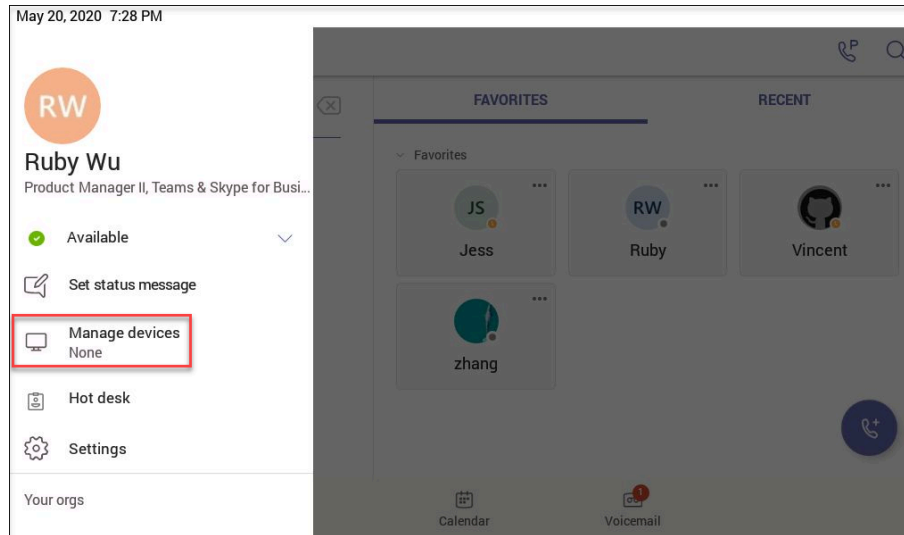 May 20, 2020 7:28 PM
RW
Ruby Wu
Product Manager II, Teams & Skype for Busi...
Available
Set status message
Manage devices
None
Hot desk
Settings
Your orgs
P
FAVORITES
RECENT
Favorites
JS
Jess
RW
Ruby
Vincent
zhang
Calendar
1
Voicemail